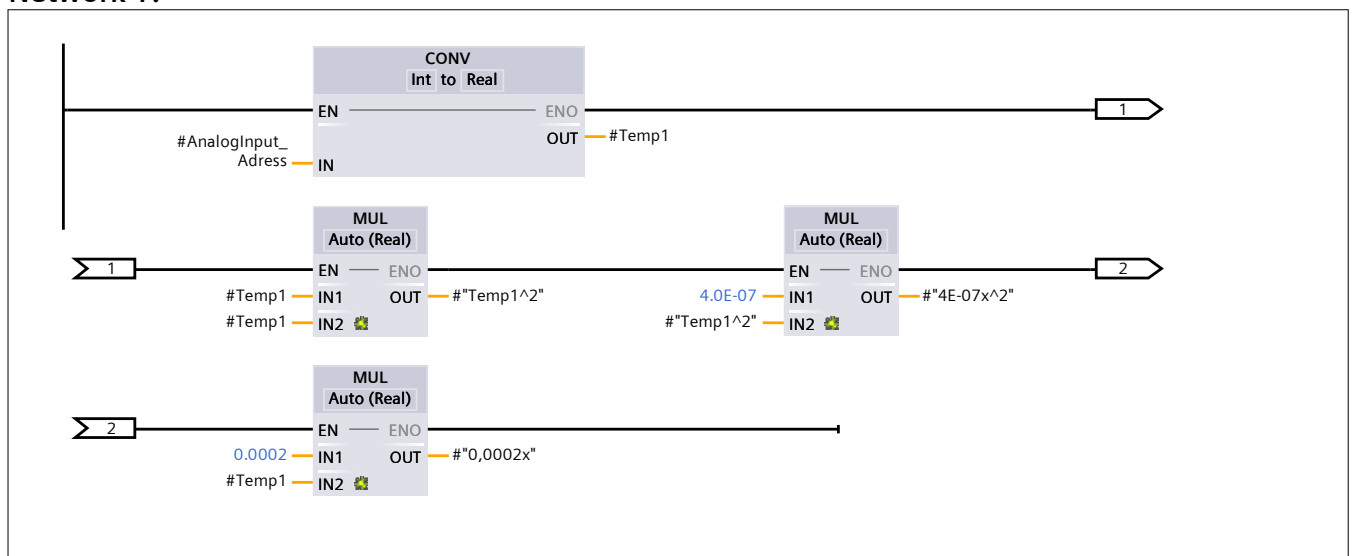 CONV
Int to Real
EN
ENO
1
#AnalogInput_
Adress
IN
OUT
#Temp1
MUL
Auto (Real)
MUL
Auto (Real)
1
EN
ENO
EN
ENO
2
#Temp1
IN1
OUT
#"Temp1^2"
4.0E-07
IN1
OUT
#"4E-07x^2"
#Temp1
IN2
#"Temp1^2"
IN2
MUL
Auto (Real)
2
EN
ENO
0.0002
IN1
OUT
#"0,0002x"
#Temp1
IN2